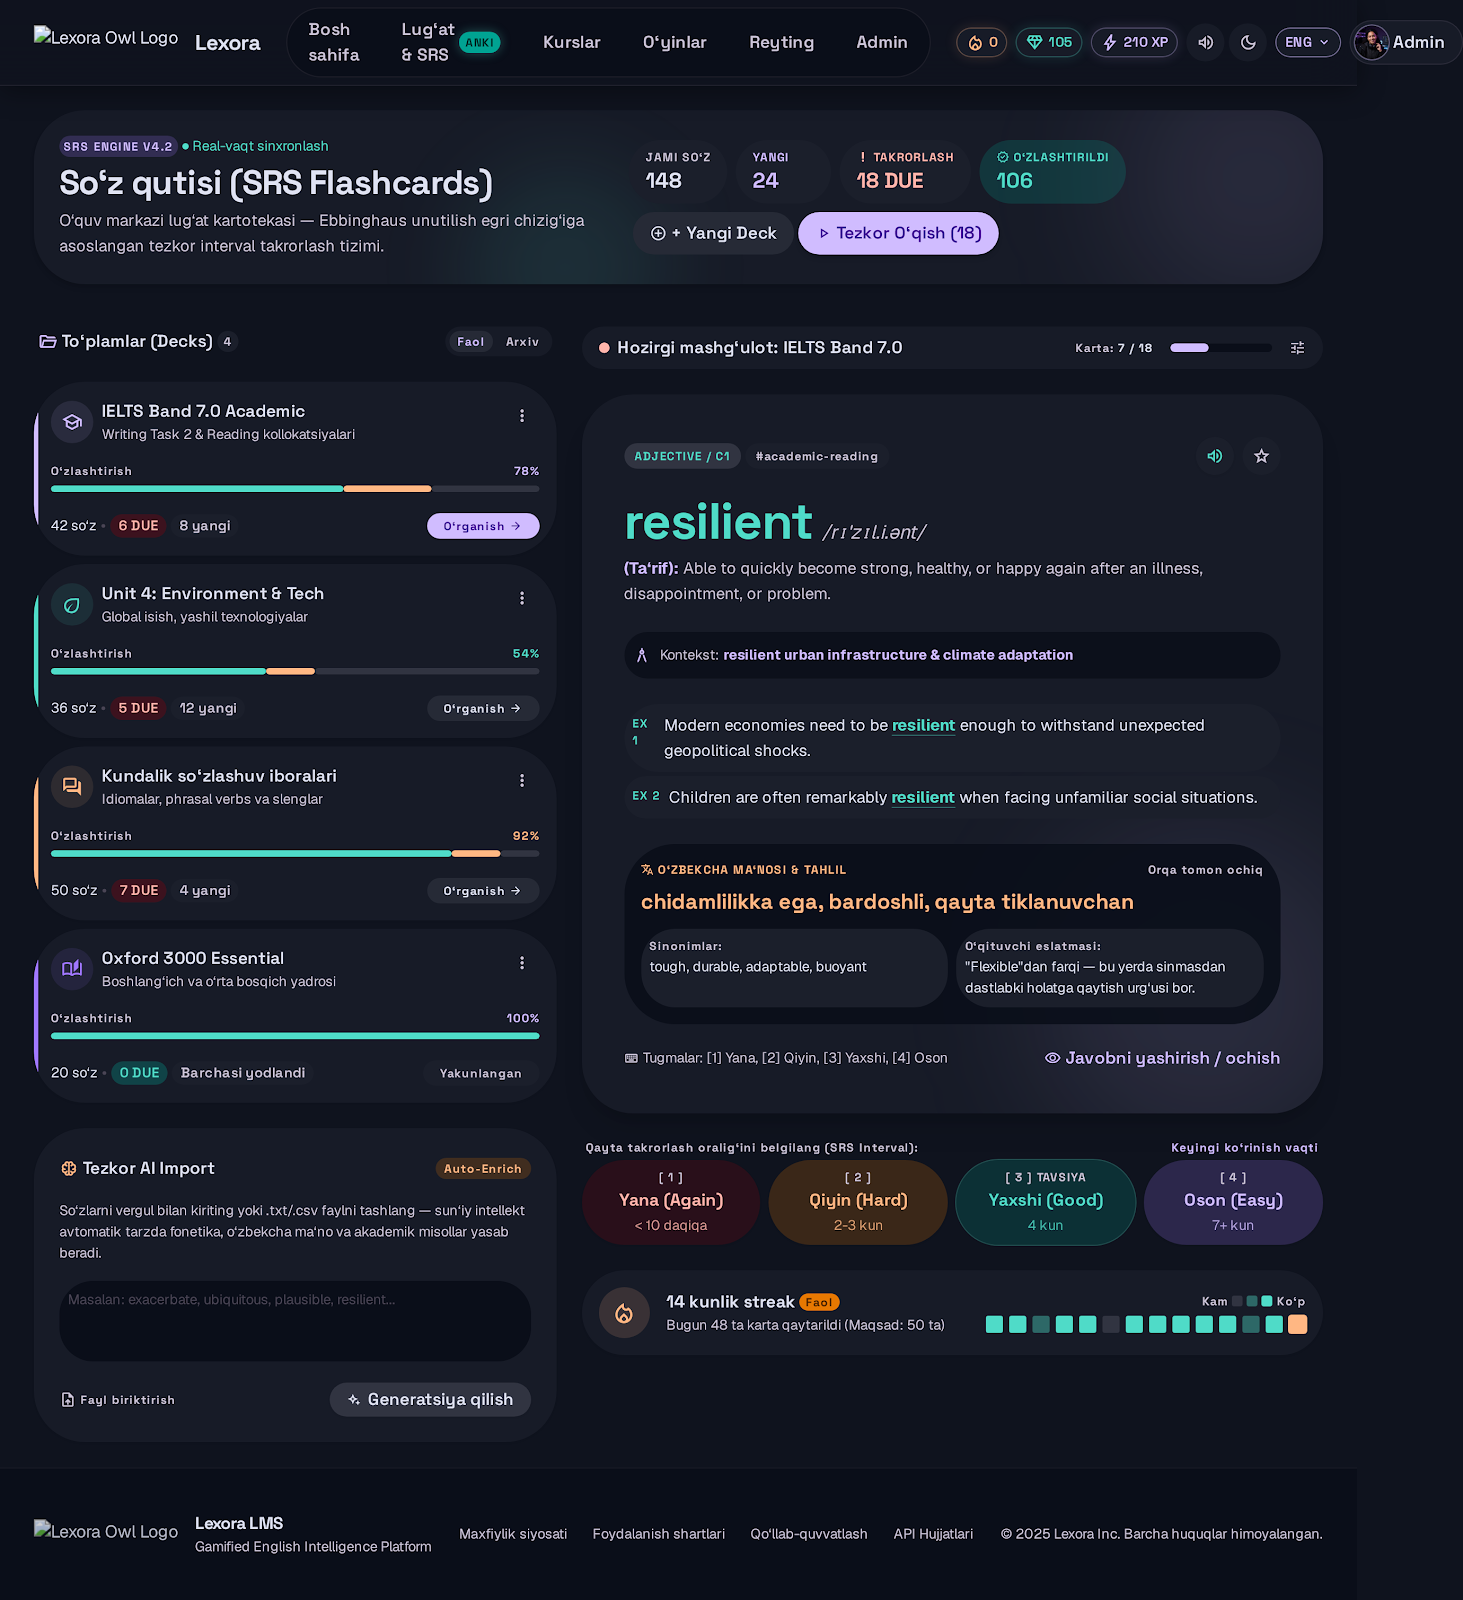 Lexora Owl Logo
Lexora
Bosh sahifa
Lug‘at & SRS
ANKI
Kurslar
O‘yinlar
Reyting
Admin
0
105
210 XP
ENG
Admin
SRS ENGINE V4.2
Real-vaqt sinxronlash
So‘z qutisi (SRS Flashcards)
O‘quv markazi lug‘at kartotekasi — Ebbinghaus unutilish egri chizig‘iga
asoslangan tezkor interval takrorlash tizimi.
JAMI SO‘Z
148
YANGI
24
! TAKRORLASH
18 DUE
O‘ZLASHTIRILDI
106
+ Yangi Deck
Tezkor O‘qish (18)
To‘plamlar (Decks) 4
Faol
Arxiv
IELTS Band 7.0 Academic
Writing Task 2 & Reading kollokatsiyalari
O‘zlashtirish
78%
42 so‘z • 6 DUE 8 yangi
O‘rganish →
Unit 4: Environment & Tech
Global isish, yashil texnologiyalar
O‘zlashtirish
54%
36 so‘z • 5 DUE 12 yangi
O‘rganish →
Kundalik so‘zlashuv iboralari
Idiomalar, phrasal verbs va slenglar
O‘zlashtirish
92%
50 so‘z • 7 DUE 4 yangi
O‘rganish →
Oxford 3000 Essential
Boshlang‘ich va o‘rta bosqich yadrosi
O‘zlashtirish
100%
20 so‘z • 0 DUE Barchasi yodlandi
Yakunlangan
Tezkor AI Import
Auto-Enrich
So‘zlarni vergul bilan kiriting yoki .txt/.csv faylni tashlang — sun‘iy intellekt
avtomatik tarzda fonetika, o‘zbekcha ma‘no va akademik misollar yasab
beradi.
Masalan: exacerbate, ubiquitous, plausible, resilient...
Fayl biriktirish
Generatsiya qilish
Hozirgi mashg‘ulot: IELTS Band 7.0
Karta: 7 / 18
ADJECTIVE / C1
#academic-reading
resilient /rɪˈzɪl.i.ənt/
(Ta‘rif): Able to quickly become strong, healthy, or happy again after an illness,
disappointment, or problem.
Kontekst: resilient urban infrastructure & climate adaptation
EX 1
Modern economies need to be resilient enough to withstand unexpected
geopolitical shocks.
EX 2 Children are often remarkably resilient when facing unfamiliar social situations.
O‘ZBEKCHA MA‘NOSI & TAHLIL
Orqa tomon ochiq
chidamlilikka ega, bardoshli, qayta tiklanuvchan
Sinonimlar:
tough, durable, adaptable, buoyant
O‘qituvchi eslatmasi:
"Flexible"dan farqi — bu yerda sinmasdan
dastlabki holatga qaytish urg‘usi bor.
Tugmalar: [1] Yana, [2] Qiyin, [3] Yaxshi, [4] Oson
Javobni yashirish / ochish
Qayta takrorlash oralig‘ini belgilang (SRS Interval):
Keyingi ko‘rinish vaqti
[ 1 ]
Yana (Again)
< 10 daqiqa
[ 2 ]
Qiyin (Hard)
2-3 kun
[ 3 ] TAVSIYA
Yaxshi (Good)
4 kun
[ 4 ]
Oson (Easy)
7+ kun
14 kunlik streak Faol
Bugun 48 ta karta qaytarildi (Maqsad: 50 ta)
Kam
Ko‘p
Lexora Owl Logo
Lexora LMS
Gamified English Intelligence Platform
Maxfiylik siyosati
Foydalanish shartlari
Qo‘llab-quvvatlash
API Hujjatlari
© 2025 Lexora Inc. Barcha huquqlar himoyalangan.